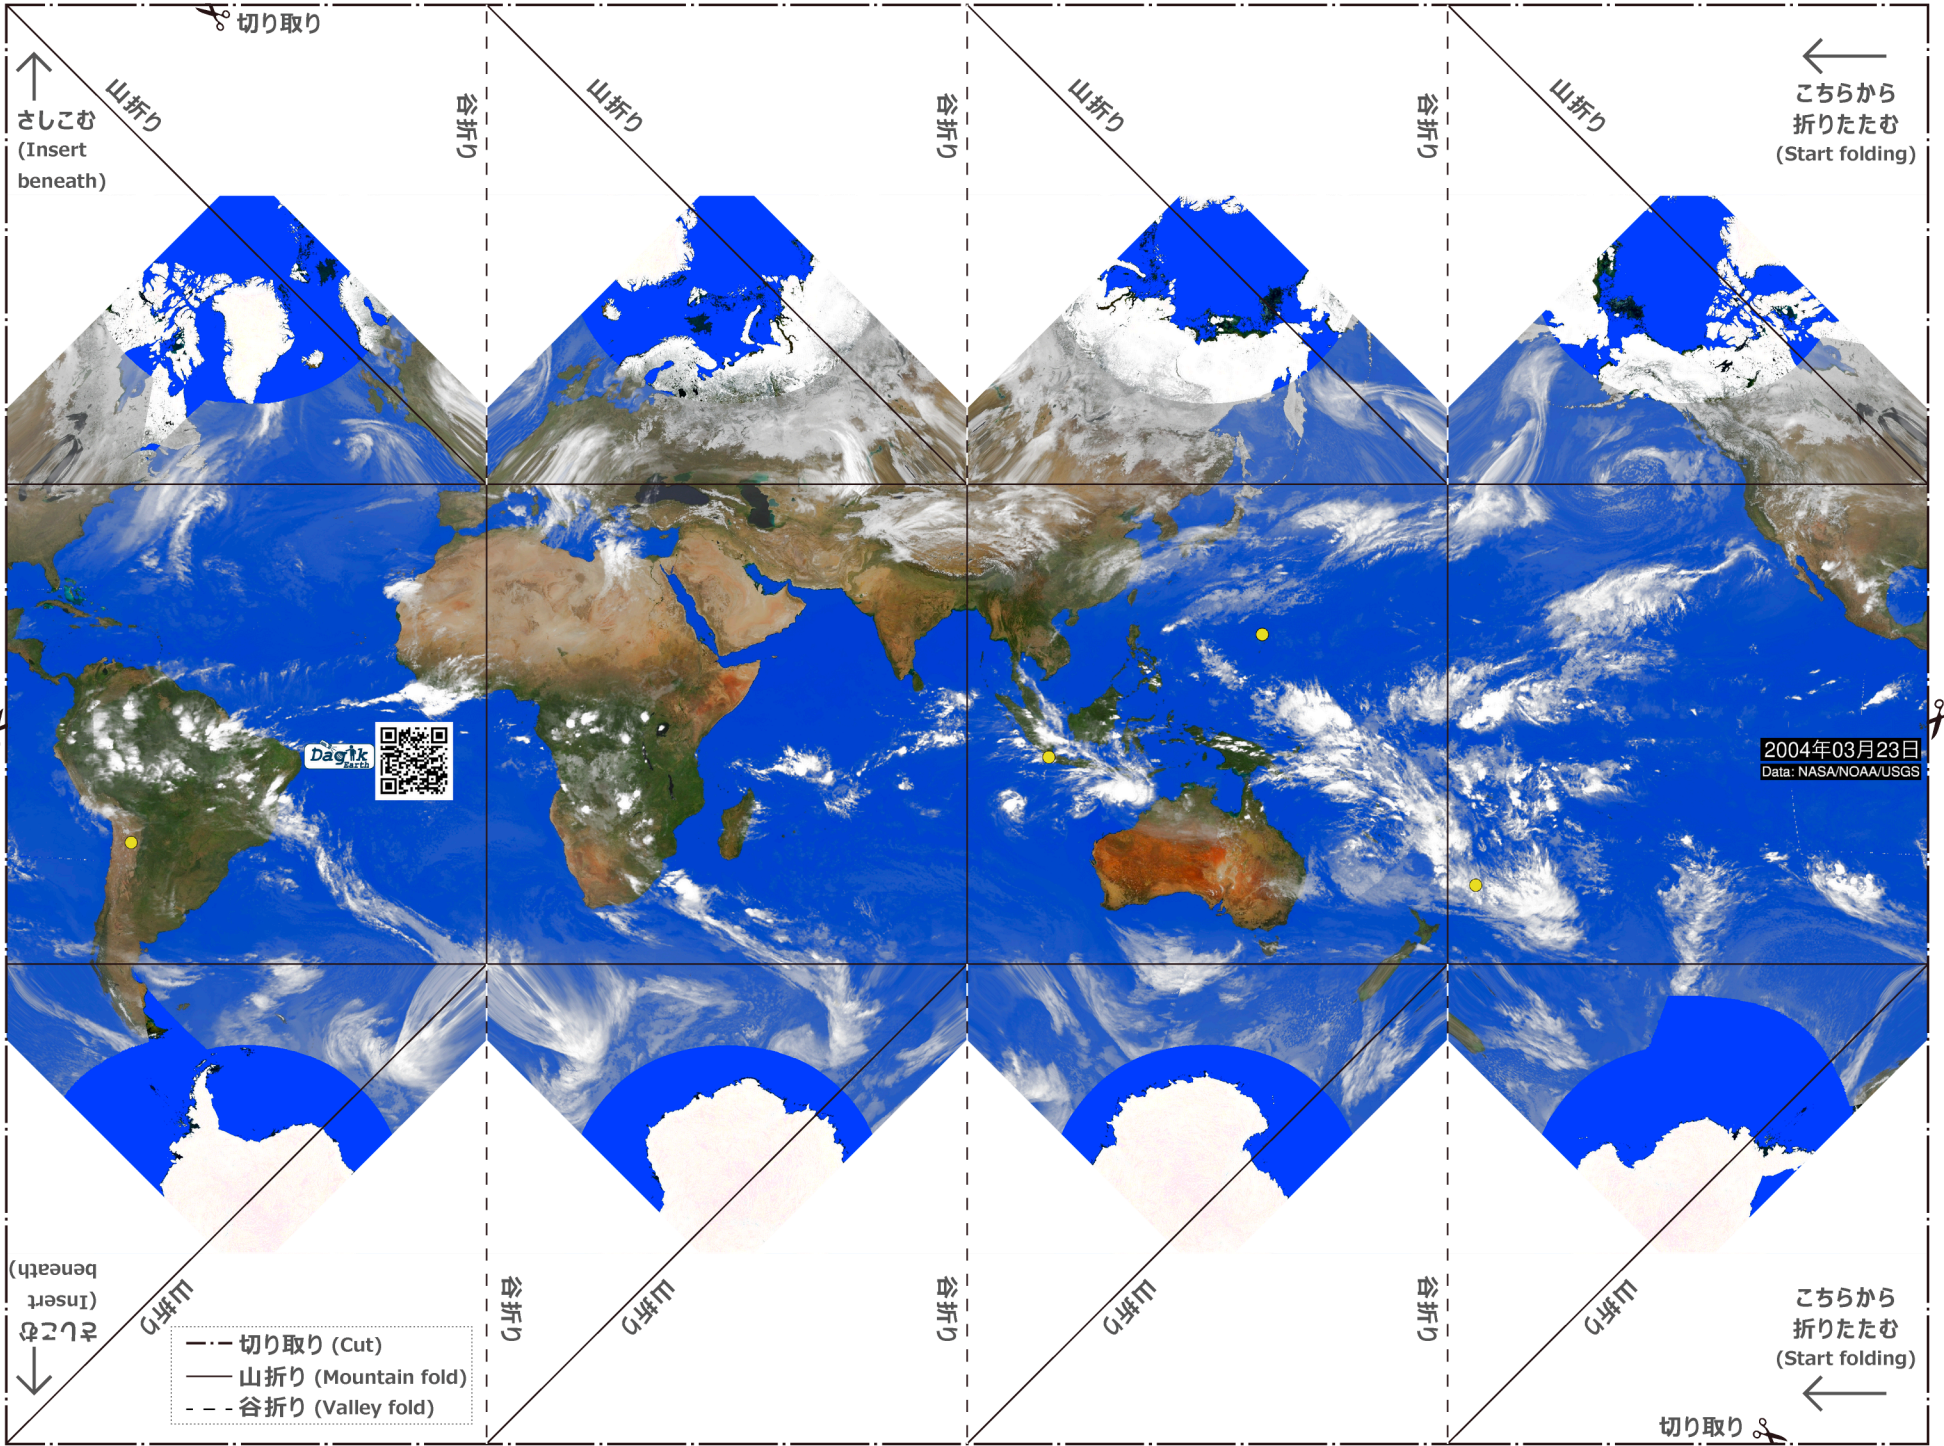 切り取り
山折り
谷折り
山折り
谷折り
山折り
谷折り
山折り
さしこむ
(Insert
beneath)
こちらから
折りたたむ
(Start folding)
Dagik
Earth
2004年03月23日
Data: NASA/NOAA/USGS
さしこむ
(Insert
beneath)
山折り
谷折り
山折り
谷折り
山折り
谷折り
山折り
こちらから
折りたたむ
(Start folding)
切り取り (Cut)
山折り (Mountain fold)
谷折り (Valley fold)
切り取り